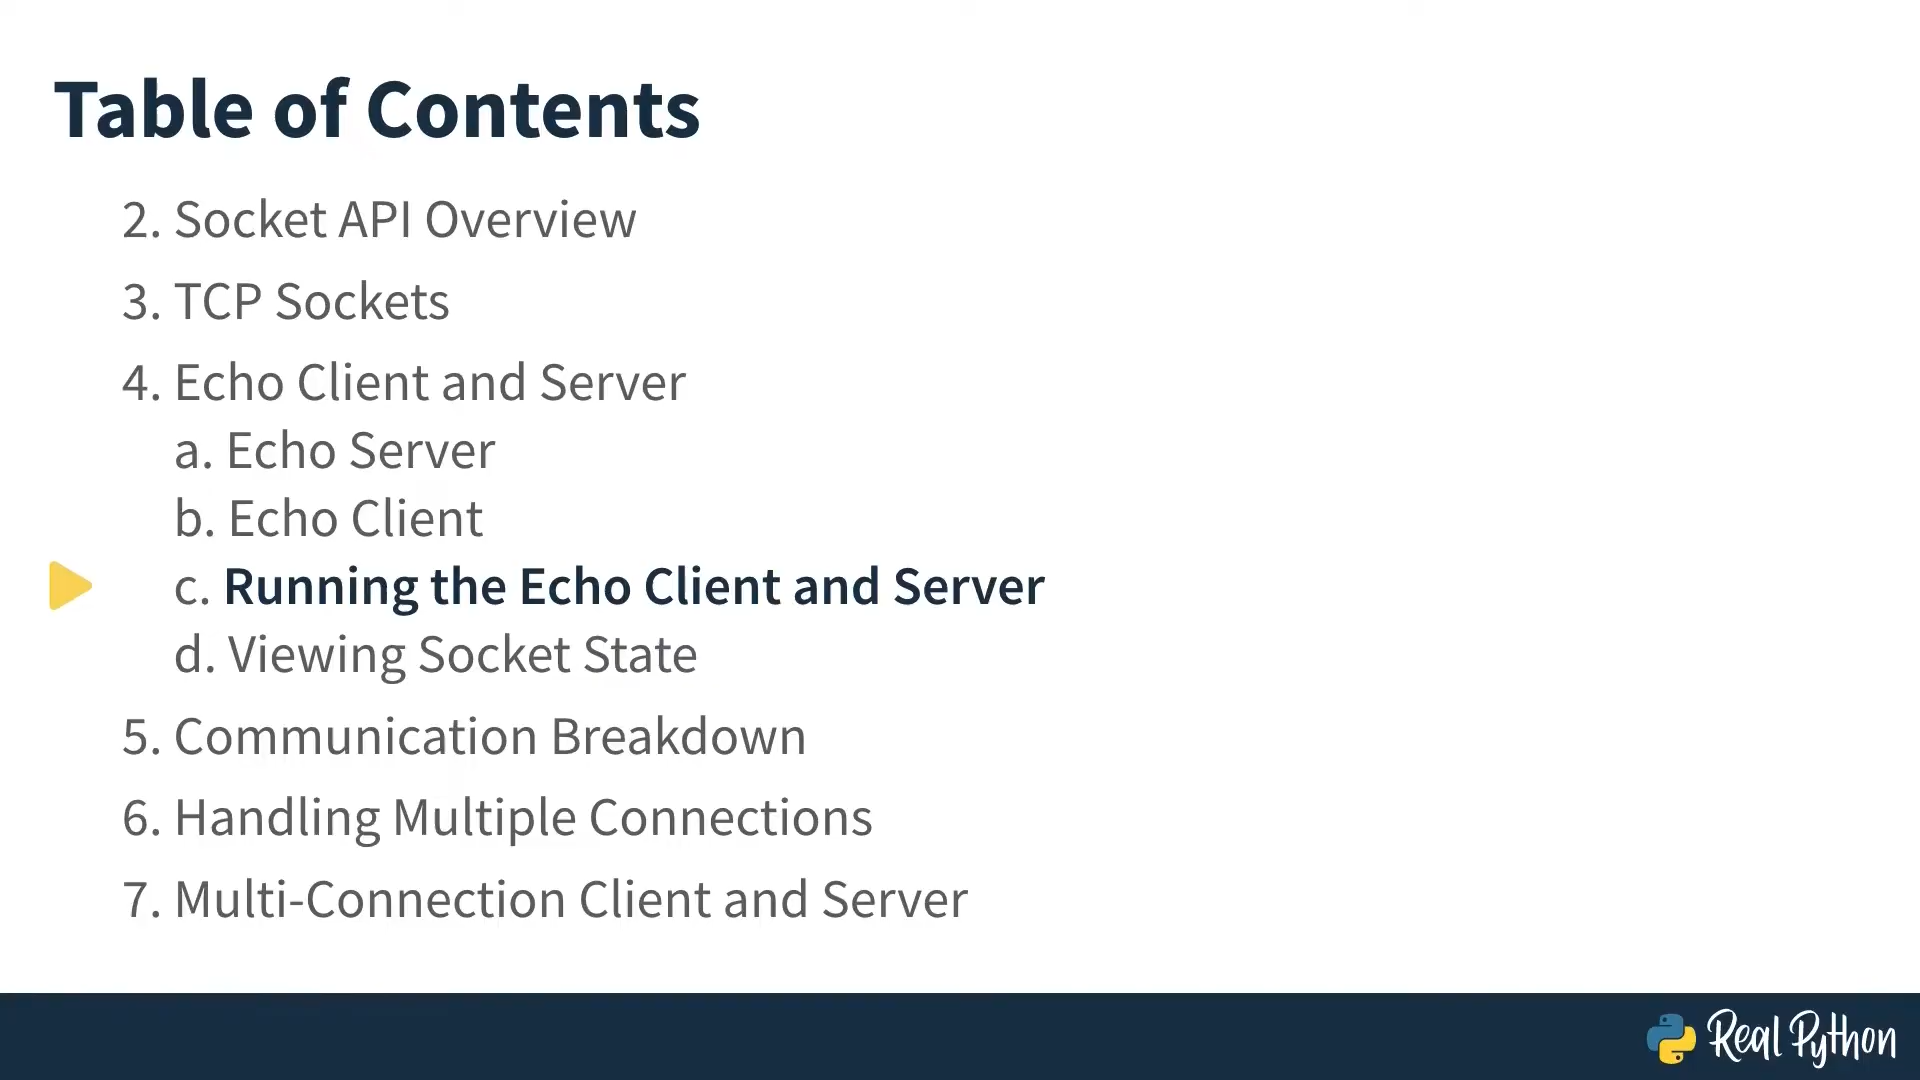 Table of Contents
2. Socket API Overview
3. TCP Sockets
4. Echo Client and Server
a. Echo Server
b. Echo Client
c. Running the Echo Client and Server
d. Viewing Socket State
5. Communication Breakdown
6. Handling Multiple Connections
7. Multi-Connection Client and Server
Real Python